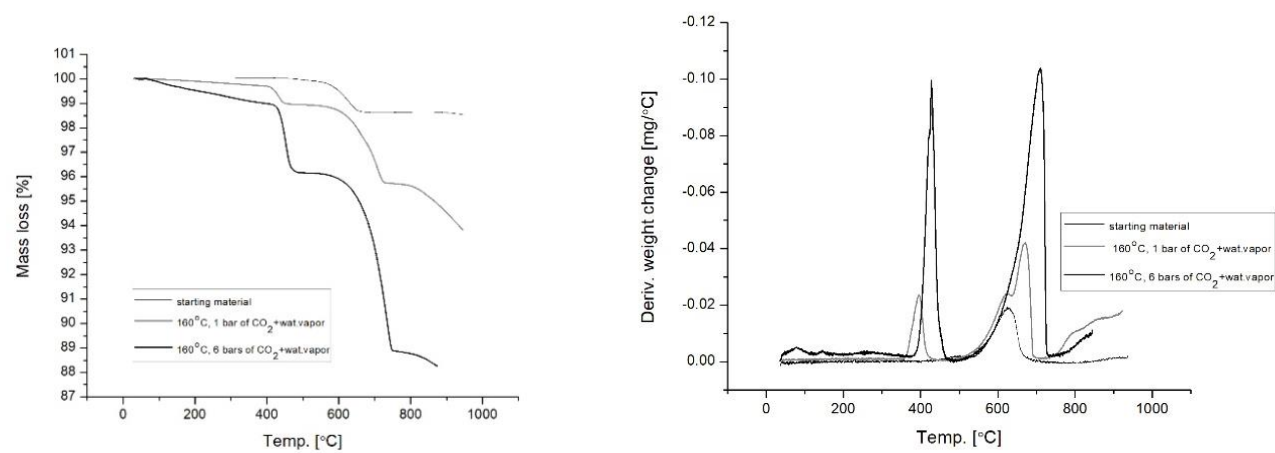 101
100
99
98
97
96
95
94
93
92
91
90
89
88
87
Mass loss [%]
starting material
160°C, 1 bar of CO2+wat.vapor
160°C, 6 bars of CO2+wat.vapor
0 200 400 600 800 1000
Temp. [°C]
-0.12
-0.10
-0.08
-0.06
-0.04
-0.02
0.00
Deriv. weight change [mg/°C]
starting material
160°C, 1 bar of CO2+wat.vapor
160°C, 6 bars of CO2+wat.vapor
0 200 400 600 800 1000
Temp. [°C]